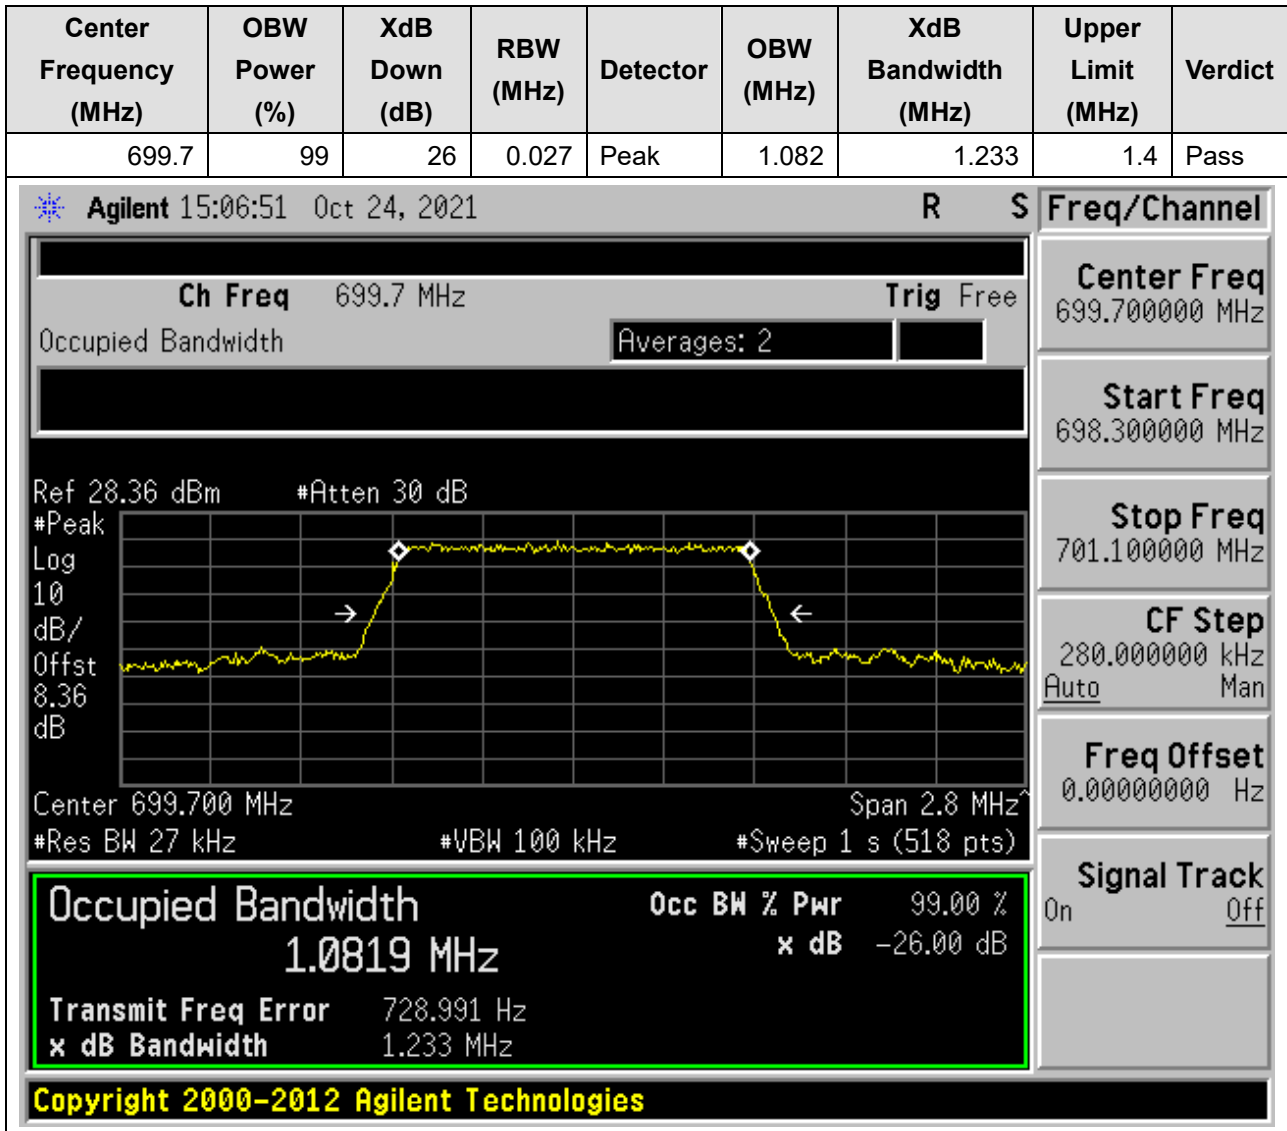 Center Frequency (MHz) OBW Power (%) XdB Down (dB) RBW (MHz) Detector OBW (MHz) XdB Bandwidth (MHz) Upper Limit (MHz) Verdict
699.7 99 26 0.027 Peak 1.082 1.233 1.4 Pass
Agilent 15:06:51 Oct 24, 2021 R S Freq/Channel
Ch Freq 699.7 MHz Trig Free
Occupied Bandwidth Averages: 2
Center Freq
699.700000 MHz
Start Freq
698.300000 MHz
Stop Freq
701.100000 MHz
CF Step
280.000000 kHz
Auto Man
Freq Offset
0.00000000 Hz
Signal Track
On Off
Ref 28.36 dBm #Atten 30 dB
#Peak
Log
10
dB/
Offst
8.36
dB
Center 699.700 MHz Span 2.8 MHz^
#Res BW 27 kHz #VBW 100 kHz #Sweep 1 s (518 pts)
Occupied Bandwidth Occ BW % Pwr 99.00 %
1.0819 MHz x dB -26.00 dB
Transmit Freq Error 728.991 Hz
x dB Bandwidth 1.233 MHz
Copyright 2000-2012 Agilent Technologies